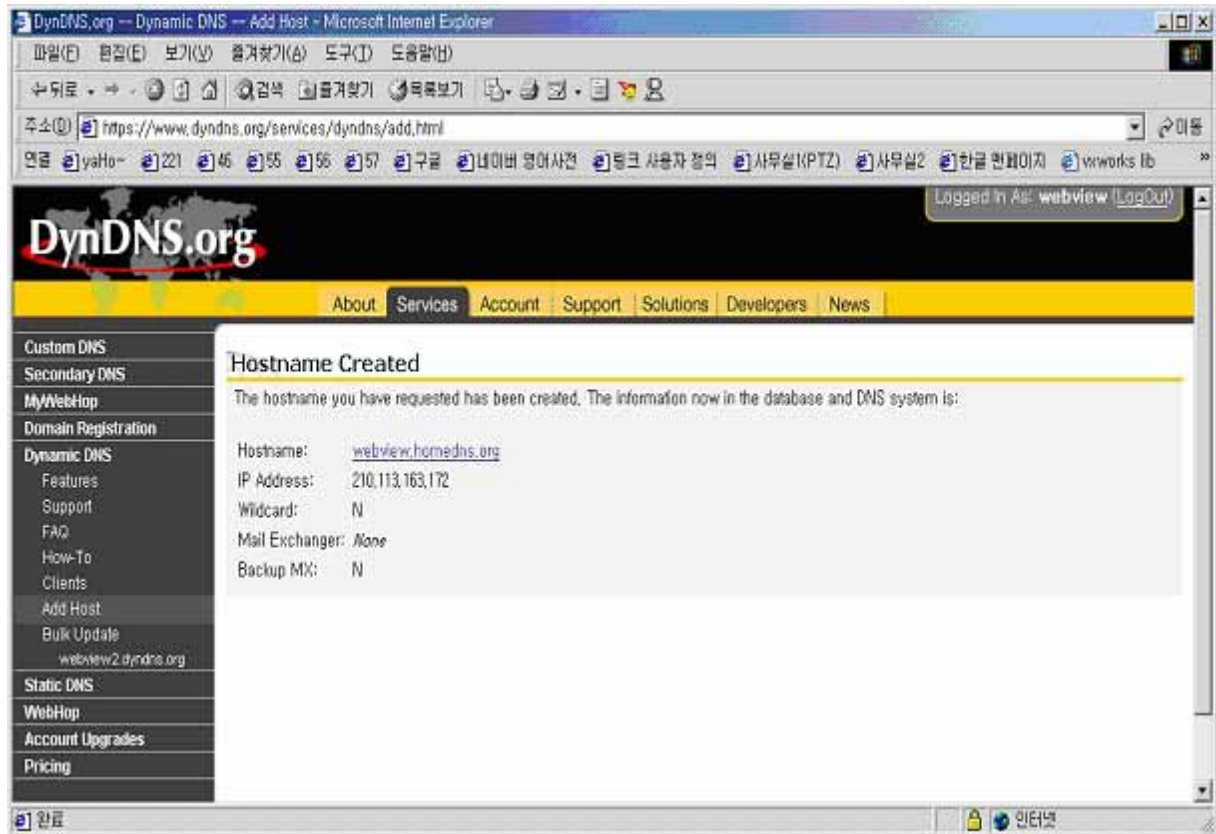 DynDNS.org -- Dynamic DNS -- Add Host - Microsoft Internet Explorer
파일(F) 편집(E) 보기(V) 즐겨찾기(A) 도구(T) 도움말(H)
뒤로 검색 즐겨찾기 목록보기
주소(D) https://www.dyndns.org/services/dyndns/add.html 이동
연결 yaHo~ 221 46 55 56 57 구글 네이버 영어사전 링크 사용자 정의 사무실1(PTZ) 사무실2 한글 맨페이지 vxworks lib »
Logged In As: webview (LogOut)
DynDNS.org
About Services Account Support Solutions Developers News
Custom DNS
Secondary DNS
MyWebHop
Domain Registration
Dynamic DNS
Features
Support
FAQ
How-To
Clients
Add Host
Bulk Update
webview2.dyndns.org
Static DNS
WebHop
Account Upgrades
Pricing
Hostname Created
The hostname you have requested has been created. The information now in the database and DNS system is:
Hostname: webview.homedns.org
IP Address: 210.113.163.172
Wildcard: N
Mail Exchanger: None
Backup MX: N
완료 인터넷